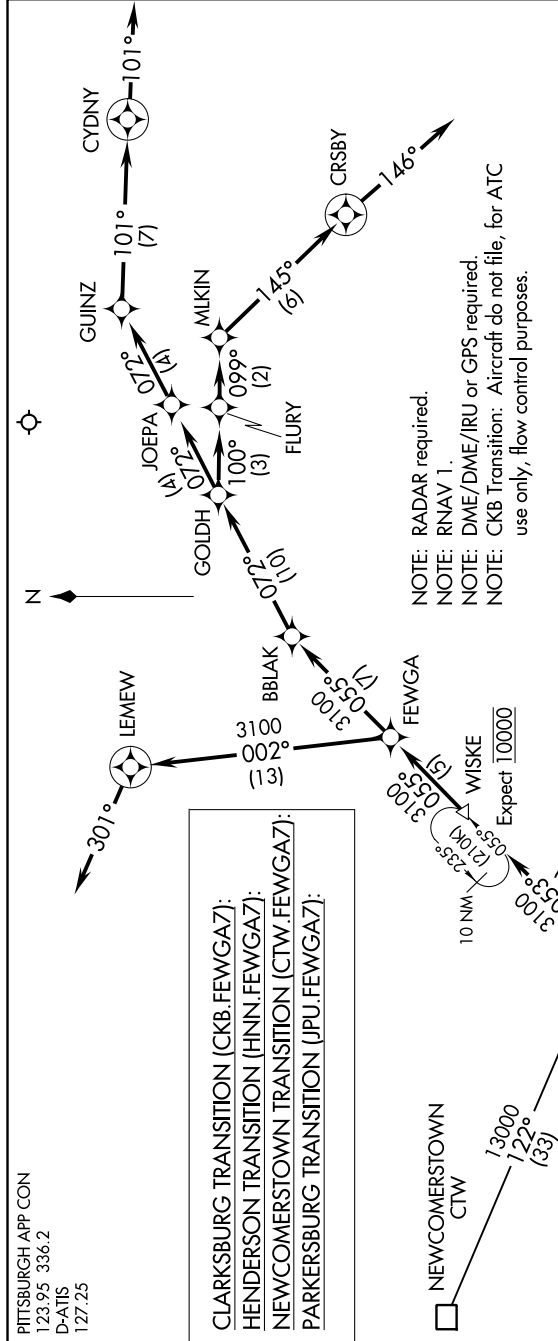 PITTSBURGH APP CON
123.95 336.2
D-ATIS
127.25
CLARKSBURG TRANSITION (CKB.FEWGA7):
HENDERSON TRANSITION (HNN.FEWGA7):
NEWCOMERSTOWN TRANSITION (CTW.FEWGA7):
PARKERSBURG TRANSITION (JPU.FEWGA7):
N
301°
LEMEW
3100
002°
(13)
NEWCOMERSTOWN
CTW
13000
122°
(33)
3100
053°
10 NM
235°
055°
(210K)
WISKE
Expect 10000
3100
055°
(5)
FEWGA
3100
055°
(7)
BBLAK
072°
(10)
GOLDH
072°
(4)
JOEPA
072°
(4)
GUINZ
101°
(7)
CYDNY
101°
100°
(3)
FLURY
099°
(2)
MLKIN
145°
(6)
CRSBY
146°
NOTE: RADAR required.
NOTE: RNAV 1.
NOTE: DME/DME/IRU or GPS required.
NOTE: CKB Transition: Aircraft do not file, for ATC
use only, flow control purposes.